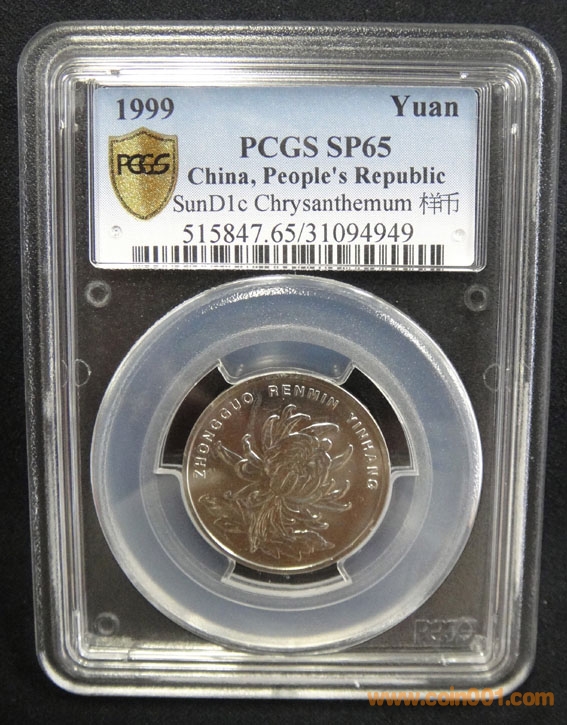 1999 Yuan
PCGS
PCGS SP65
China, People's Republic
SunD1c Chrysanthemum 样币
515847.65/31094949
ZHONGGUO RENMIN YINHANG
PCGS
www.coin001.com